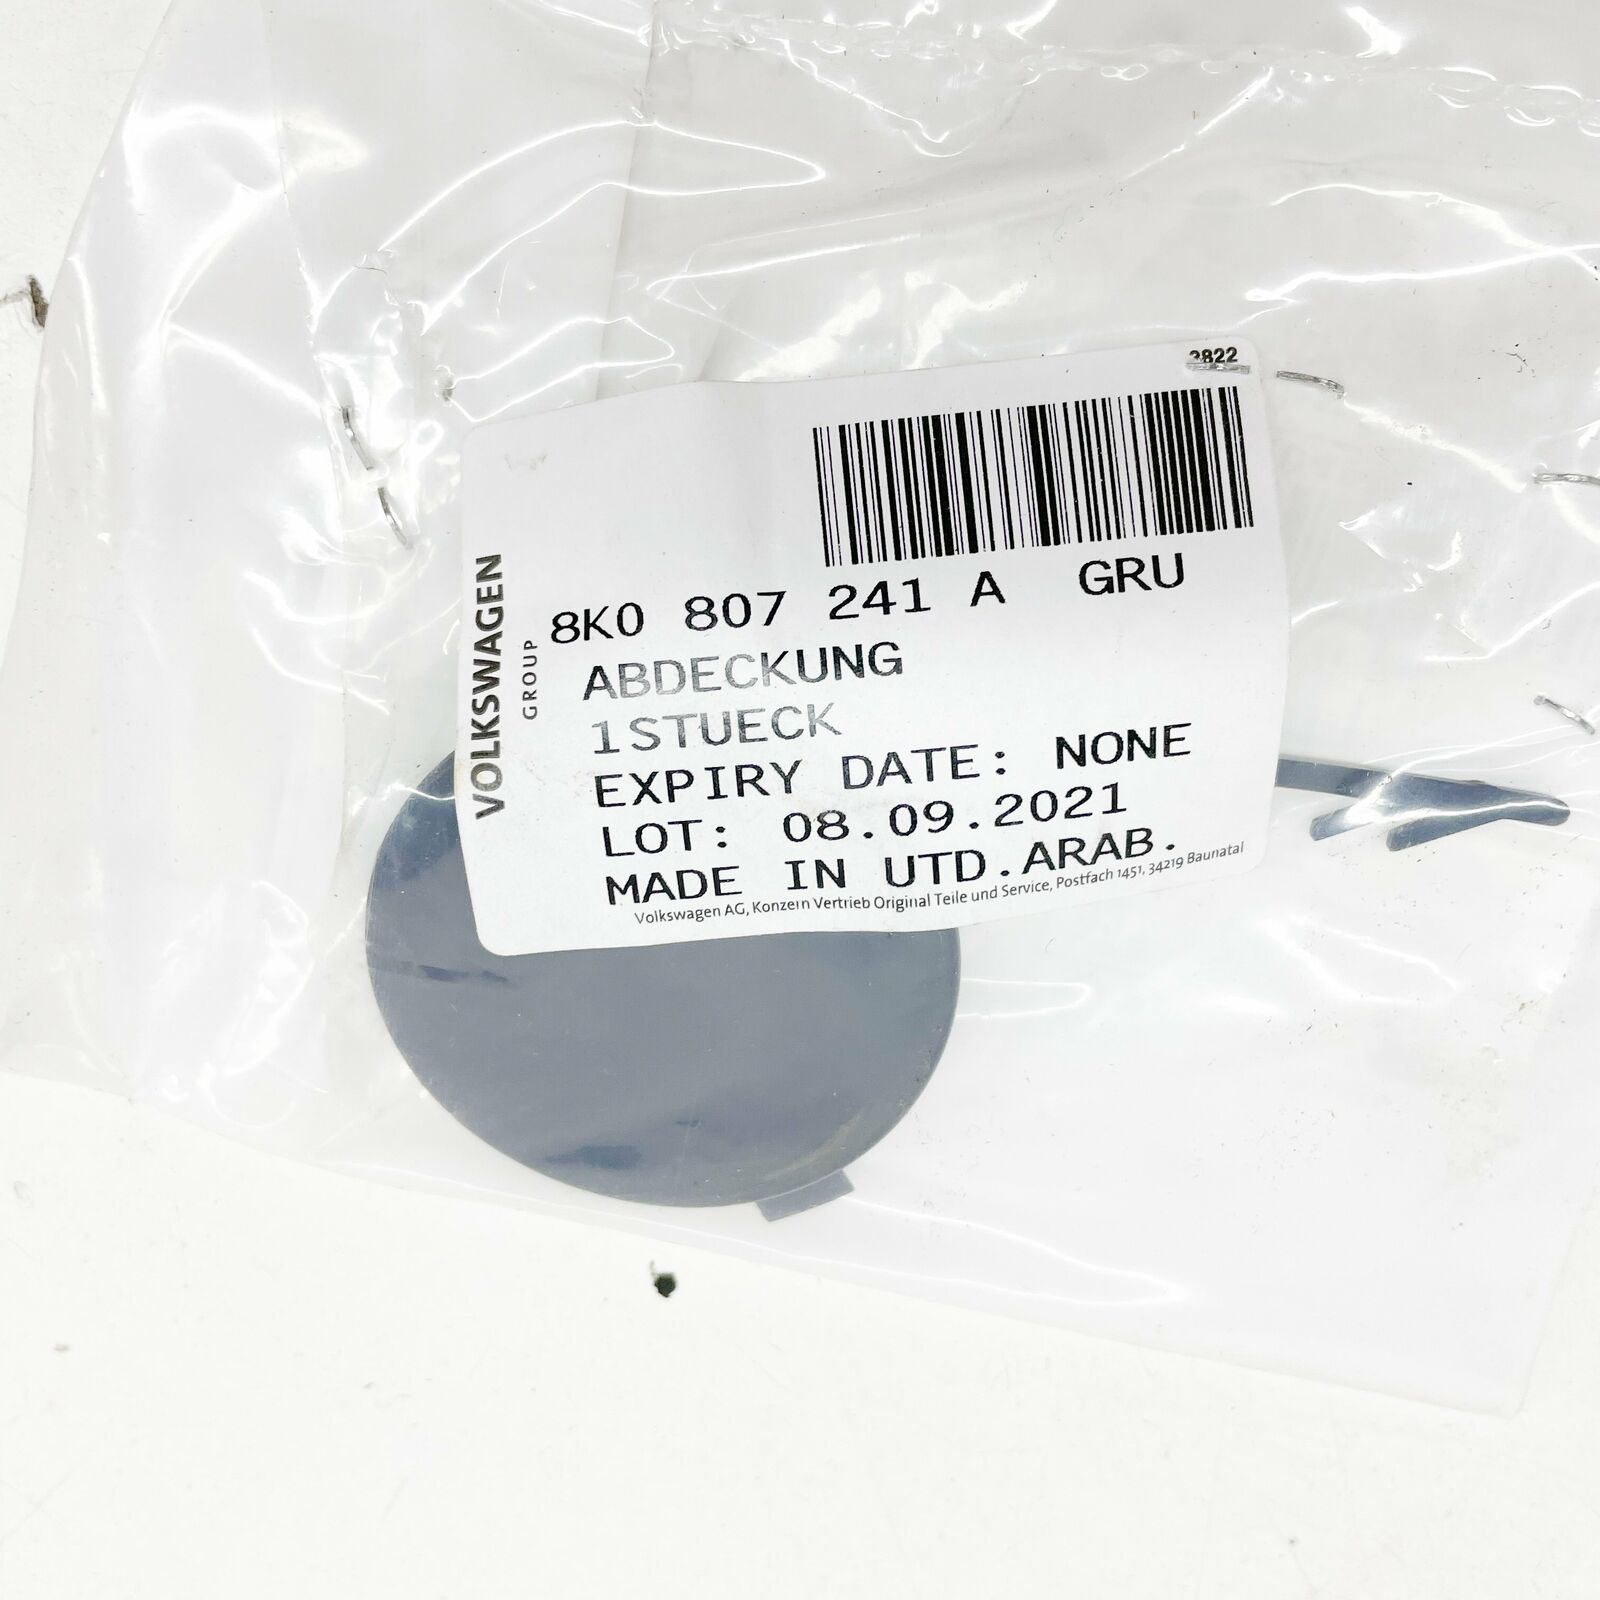 3822
8K0 807 241 A GRU
ABDECKUNG
1STUECK
EXPIRY DATE: NONE
LOT: 08.09.2021
MADE IN UTD.ARAB.
Volkswagen AG, Konzern Vertrieb Original Teile und Service, Postfach 1451, 34219 Baunatal
VOLKSWAGEN
GROUP